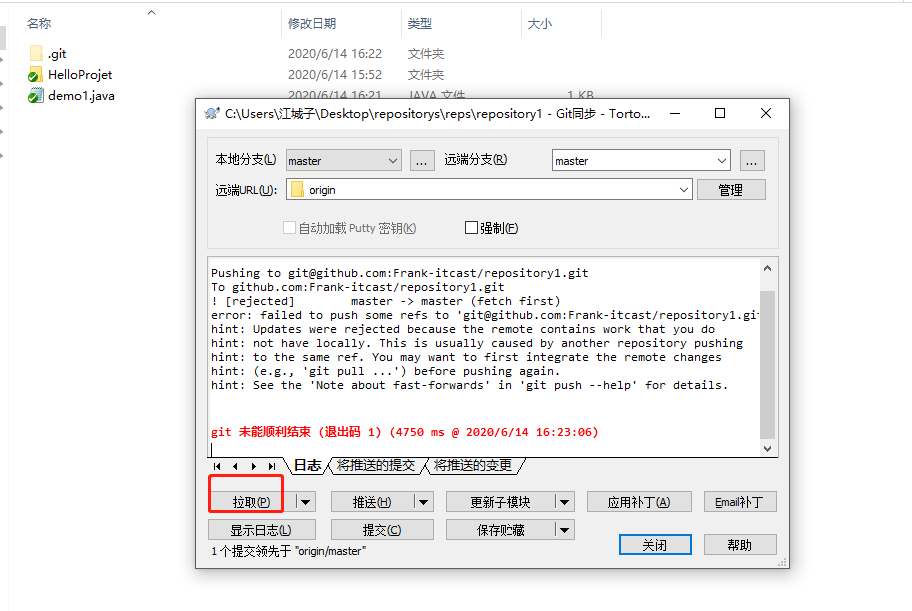 名称 修改日期 类型 大小
.git 2020/6/14 16:22 文件夹
HelloProjet 2020/6/14 15:52 文件夹
demo1.java 2020/6/14 16:21 JAVA 文件 1 KB
C:\Users\江城子\Desktop\repositorys\reps\repository1 - Git同步 - Torto...
本地分支(L) master ... 远端分支(R) master ...
远端URL(U): origin 管理
自动加载 Putty 密钥(K) 强制(F)
Pushing to git@github.com:Frank-itcast/repository1.git
To github.com:Frank-itcast/repository1.git
! [rejected] master -> master (fetch first)
error: failed to push some refs to 'git@github.com:Frank-itcast/repository1.git
hint: Updates were rejected because the remote contains work that you do
hint: not have locally. This is usually caused by another repository pushing
hint: to the same ref. You may want to first integrate the remote changes
hint: (e.g., 'git pull ...') before pushing again.
hint: See the 'Note about fast-forwards' in 'git push --help' for details.
git 未能顺利结束 (退出码 1) (4750 ms @ 2020/6/14 16:23:06)
日志 将推送的提交 将推送的变更
拉取(P) 推送(H) 更新子模块 应用补丁(A) Email补丁
显示日志(L) 提交(C) 保存贮藏
1 个提交领先于 "origin/master" 关闭 帮助